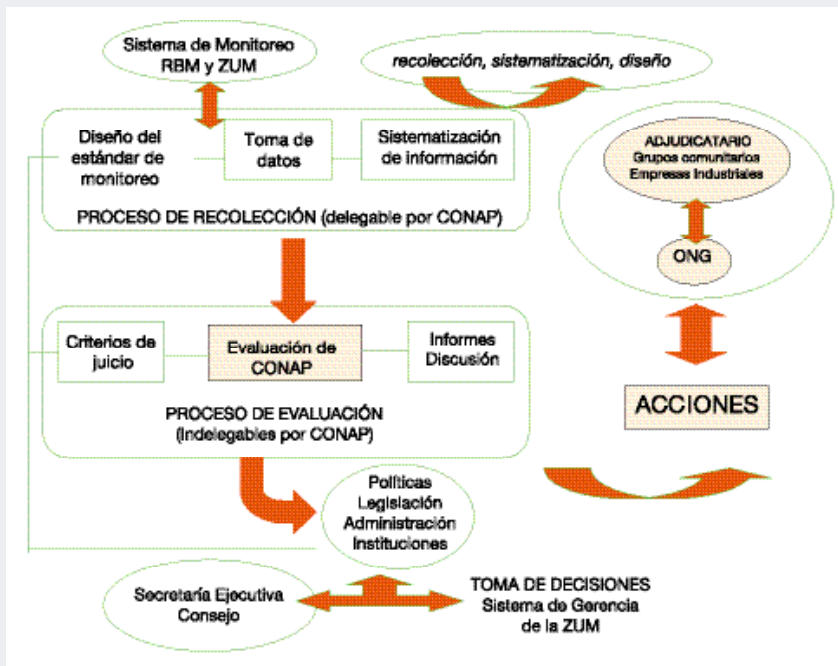 Sistema de Monitoreo
RBM y ZUM
recolección, sistematización, diseño
Diseño del
estándar de
monitoreo
Toma de
datos
Sistematización
de información
PROCESO DE RECOLECCIÓN (delegable por CONAP)
ADJUDICATARIO
Grupos comunitarios
Empresas Industriales
ONG
Criterios de
juicio
Evaluación de
CONAP
Informes
Discusión
PROCESO DE EVALUACIÓN
(Indelegables por CONAP)
ACCIONES
Políticas
Legislación
Administración
Instituciones
Secretaría Ejecutiva
Consejo
TOMA DE DECISIONES
Sistema de Gerencia
de la ZUM